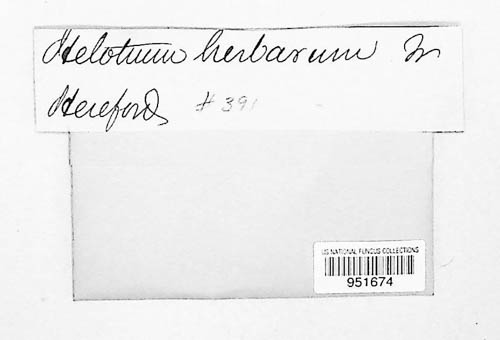 Helotium herbarum Fr
Hereford # 391
US NATIONAL FUNGUS COLLECTIONS
951674